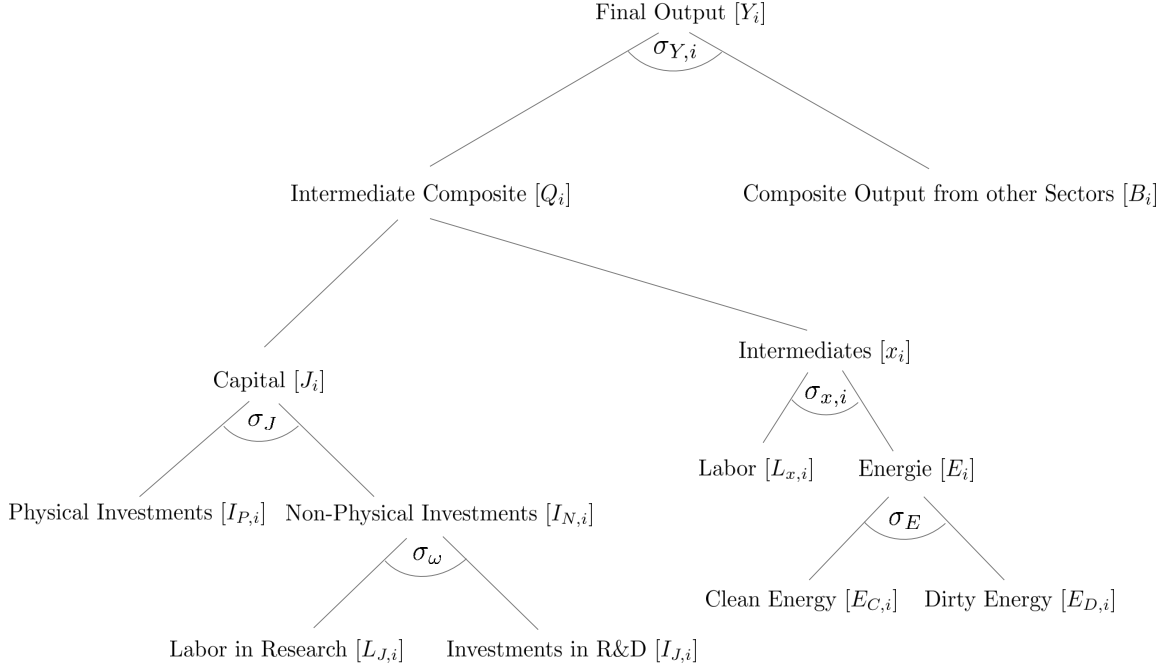 Final Output [Y_i]
σ_{Y,i}
Intermediate Composite [Q_i]
Composite Output from other Sectors [B_i]
Intermediates [x_i]
Capital [J_i]
σ_{x,i}
σ_J
Labor [L_{x,i}]
Energie [E_i]
Physical Investments [I_{P,i}]
Non-Physical Investments [I_{N,i}]
σ_E
σ_ω
Clean Energy [E_{C,i}]
Dirty Energy [E_{D,i}]
Labor in Research [L_{J,i}]
Investments in R&D [I_{J,i}]